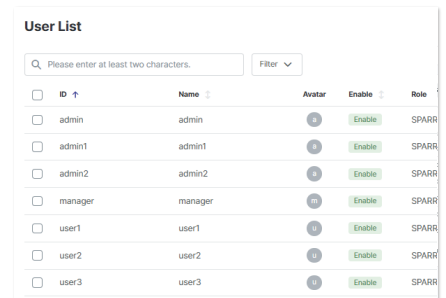 User List
Please enter at least two characters.
Filter
ID Name Avatar Enable Role
admin admin a Enable SPARR
admin1 admin1 a Enable SPARR
admin2 admin2 a Enable SPARR
manager manager m Enable SPARR
user1 user1 u Enable SPARR
user2 user2 u Enable SPARR
user3 user3 u Enable SPARR